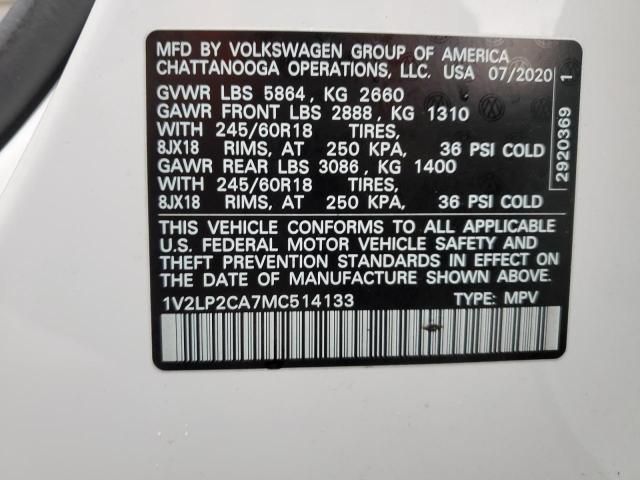 MFD BY VOLKSWAGEN GROUP OF AMERICA
CHATTANOOGA OPERATIONS, LLC. USA 07/2020
GVWR LBS 5864, KG 2660
GAWR FRONT LBS 2888, KG 1310
WITH 245/60R18 TIRES,
8JX18 RIMS, AT 250 KPA, 36 PSI COLD
GAWR REAR LBS 3086, KG 1400
WITH 245/60R18 TIRES,
8JX18 RIMS, AT 250 KPA, 36 PSI COLD
THIS VEHICLE CONFORMS TO ALL APPLICABLE
U.S. FEDERAL MOTOR VEHICLE SAFETY AND
THEFT PREVENTION STANDARDS IN EFFECT ON
THE DATE OF MANUFACTURE SHOWN ABOVE.
1V2LP2CA7MC514133 TYPE: MPV
2920369 1